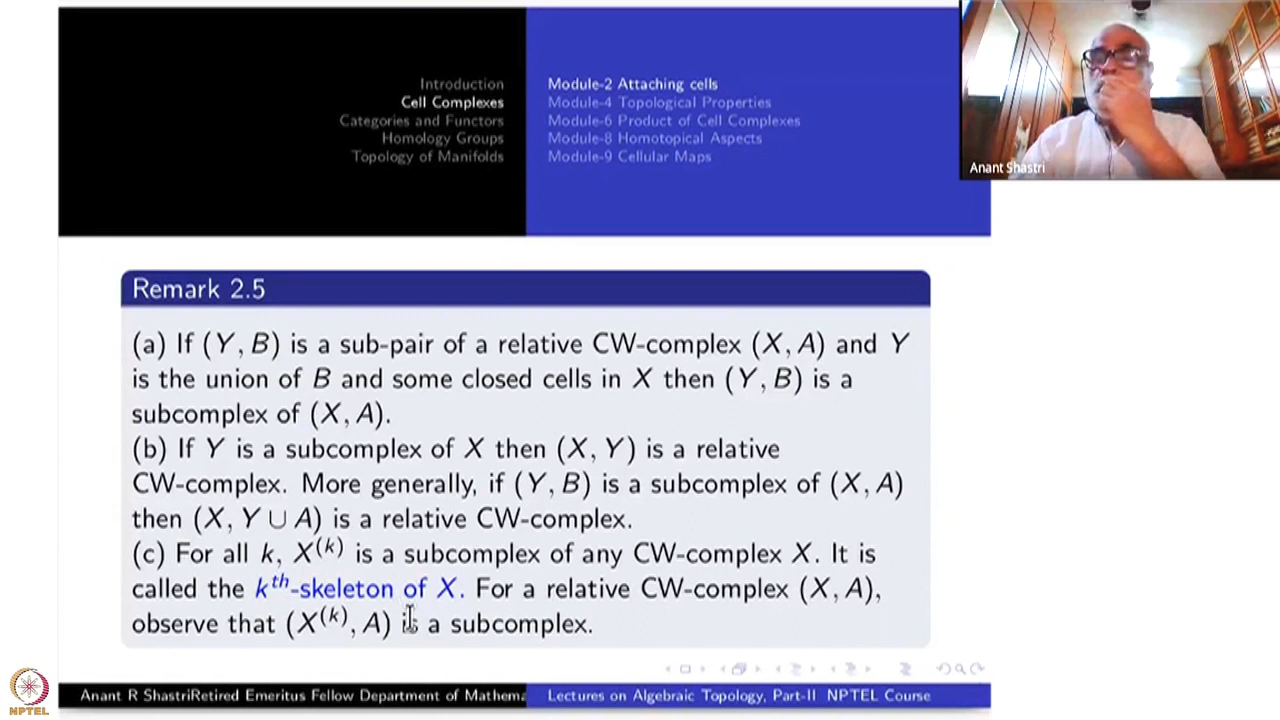 Introduction
Cell Complexes
Categories and Functors
Homology Groups
Topology of Manifolds
Module-2 Attaching cells
Module-4 Topological Properties
Module-6 Product of Cell Complexes
Module-8 Homotopical Aspects
Module-9 Cellular Maps
Anant Shastri
Remark 2.5
(a) If (Y, B) is a sub-pair of a relative CW-complex (X, A) and Y
is the union of B and some closed cells in X then (Y, B) is a
subcomplex of (X, A).
(b) If Y is a subcomplex of X then (X, Y) is a relative
CW-complex. More generally, if (Y, B) is a subcomplex of (X, A)
then (X, Y ∪ A) is a relative CW-complex.
(c) For all k, X^(k) is a subcomplex of any CW-complex X. It is
called the k^th-skeleton of X. For a relative CW-complex (X, A),
observe that (X^(k), A) is a subcomplex.
Anant R ShastriRetired Emeritus Fellow Department of Mathema
Lectures on Algebraic Topology, Part-II NPTEL Course
NPTEL